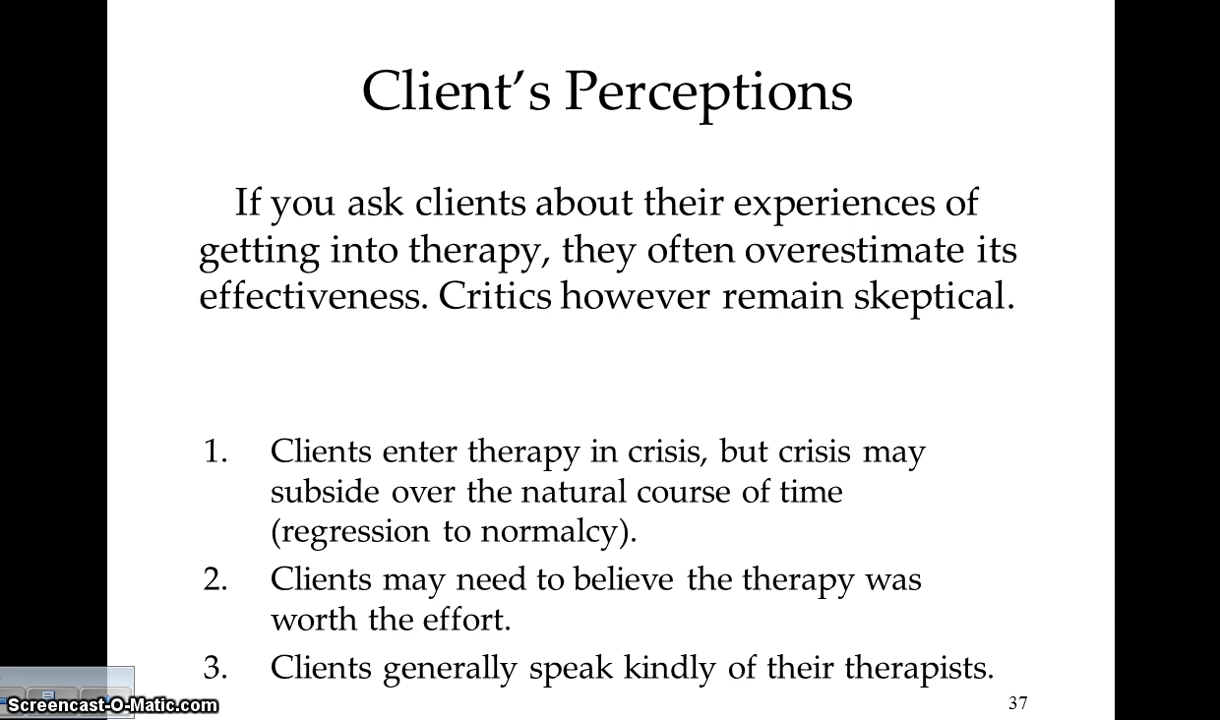 Client’s Perceptions
If you ask clients about their experiences of
getting into therapy, they often overestimate its
effectiveness. Critics however remain skeptical.
1. Clients enter therapy in crisis, but crisis may
subside over the natural course of time
(regression to normalcy).
2. Clients may need to believe the therapy was
worth the effort.
3. Clients generally speak kindly of their therapists.
37
Screencast-O-Matic.com